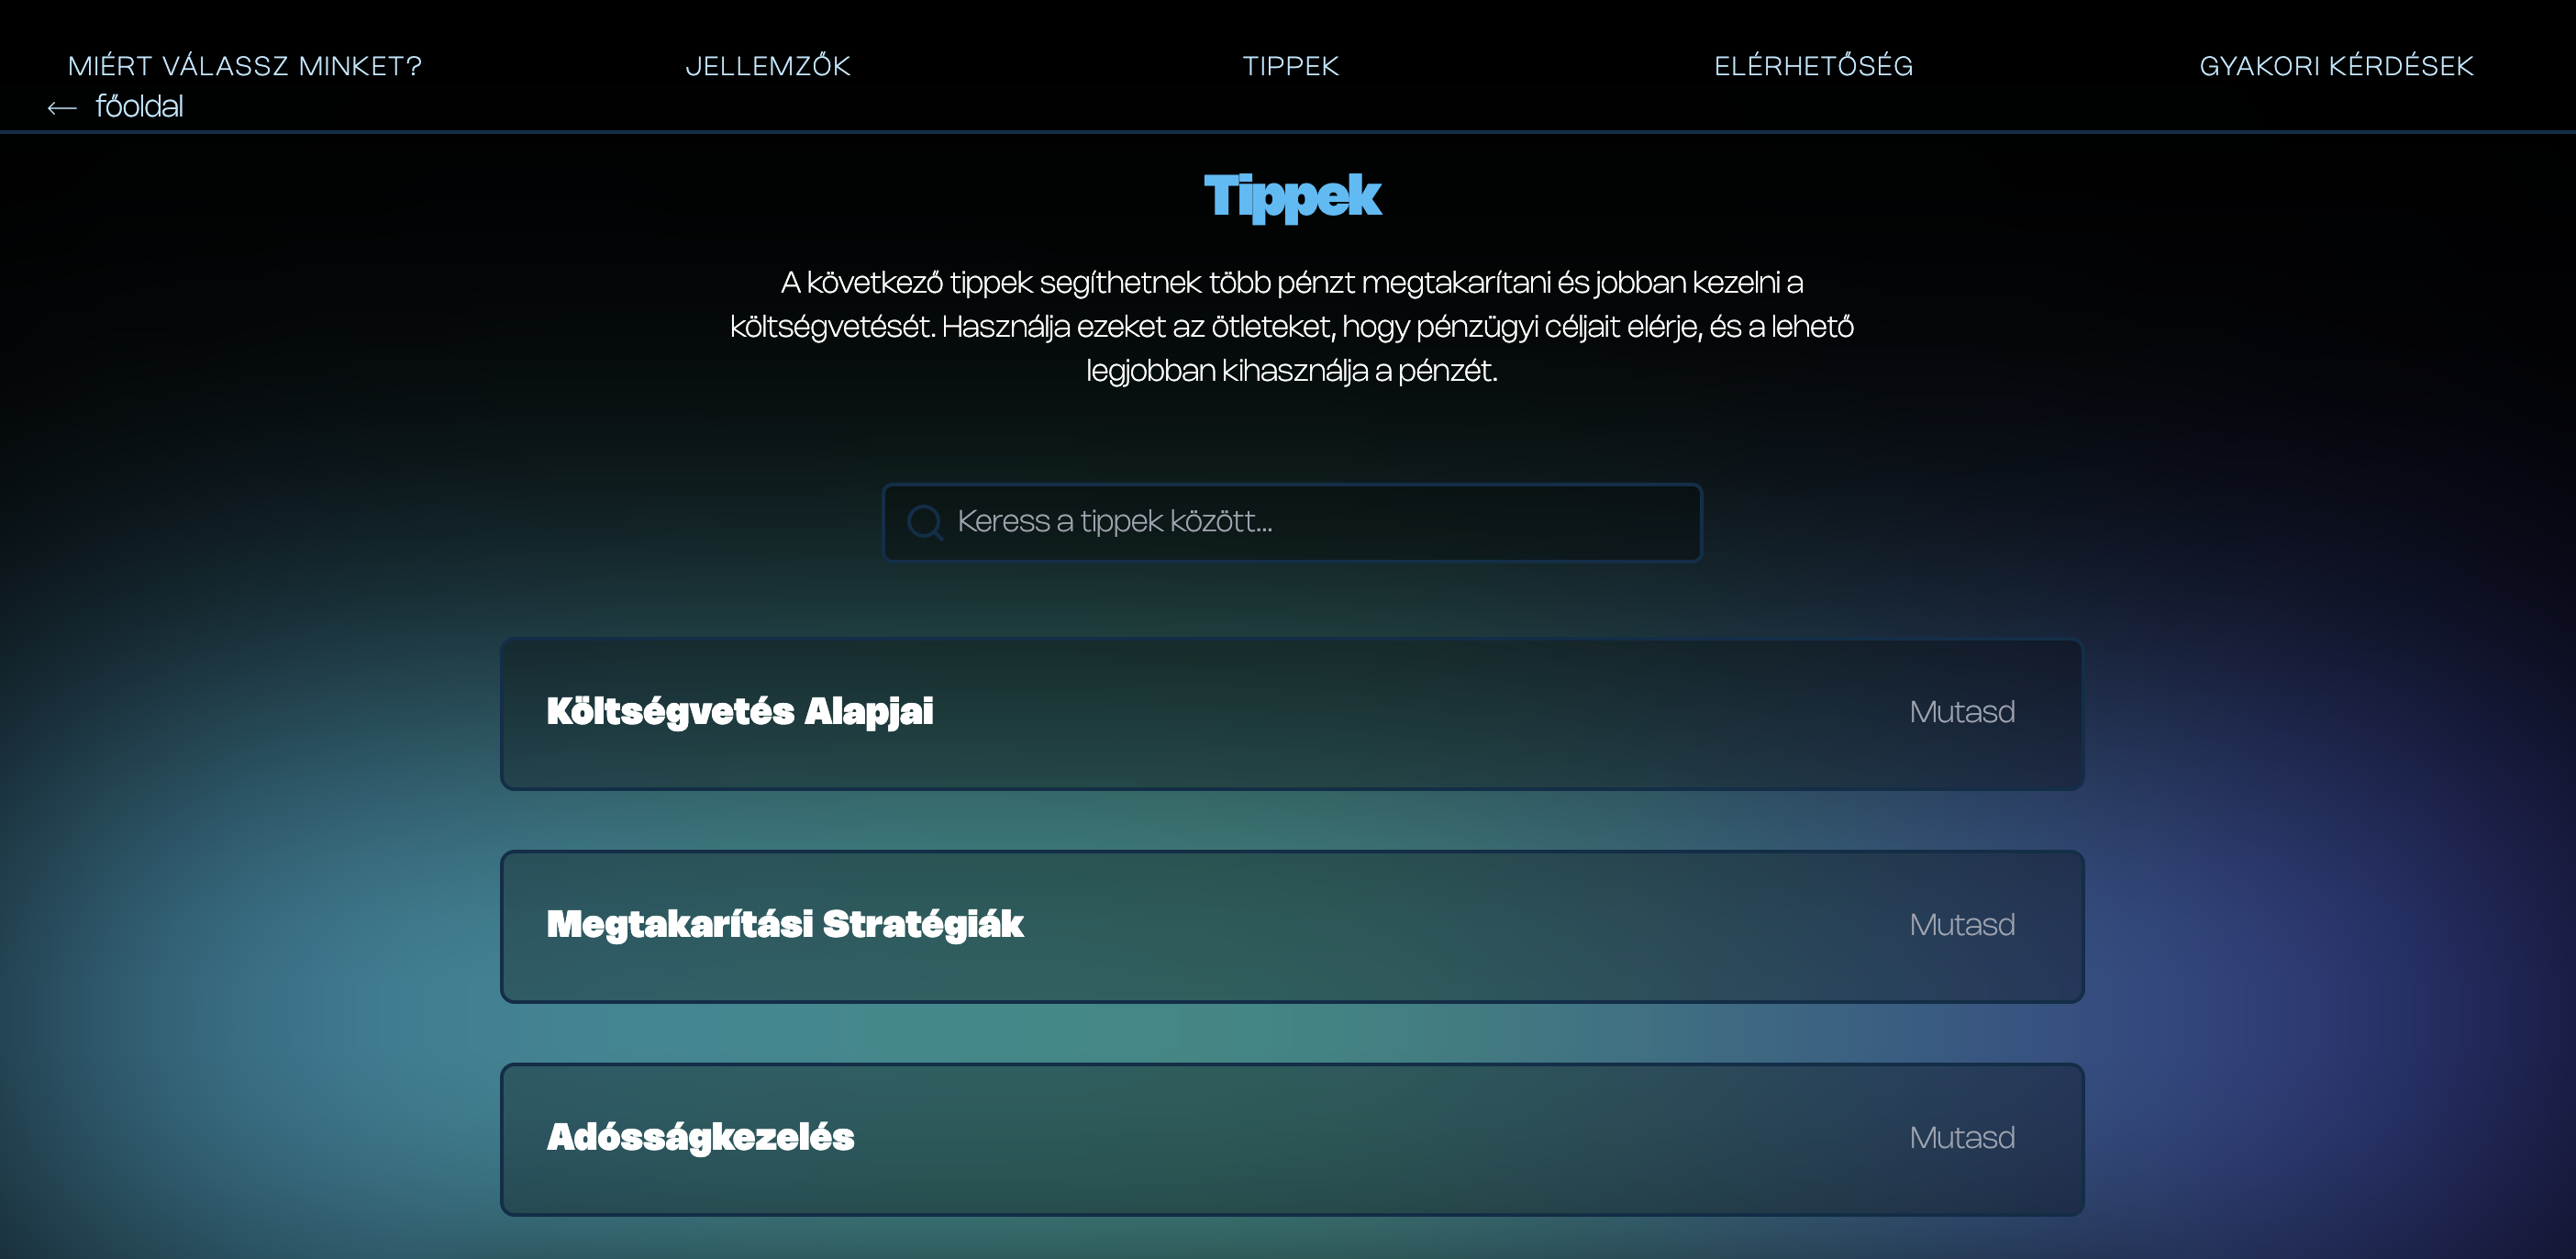 MIÉRT VÁLASSZ MINKET?
JELLEMZŐK
TIPPEK
ELÉRHETŐSÉG
GYAKORI KÉRDÉSEK
← főoldal
Tippek
A következő tippek segíthetnek több pénzt megtakarítani és jobban kezelni a
költségvetését. Használja ezeket az ötleteket, hogy pénzügyi céljait elérje, és a lehető
legjobban kihasználja a pénzét.
Keress a tippek között...
Költségvetés Alapjai
Mutasd
Megtakarítási Stratégiák
Mutasd
Adósságkezelés
Mutasd